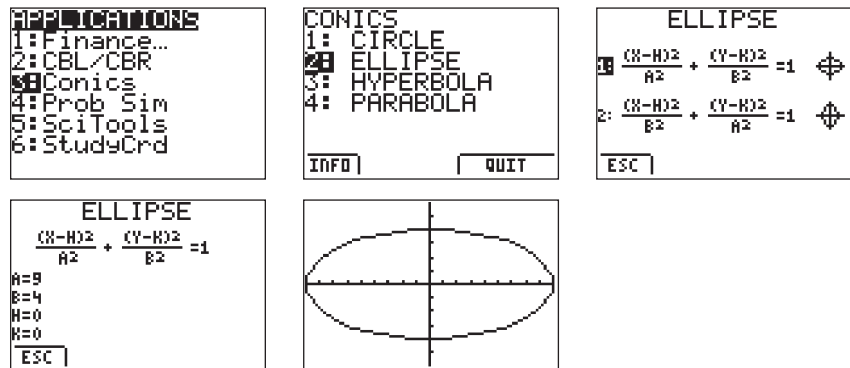 APPLICATIONS
1:Finance…
2:CBL/CBR
3:Conics
4:Prob Sim
5:SciTools
6:StudyCrd
CONICS
1: CIRCLE
2: ELLIPSE
3: HYPERBOLA
4: PARABOLA
INFO QUIT
ELLIPSE
1: (X-H)2/A2 + (Y-K)2/B2 =1
2: (X-H)2/B2 + (Y-K)2/A2 =1
ESC
ELLIPSE
(X-H)2/A2 + (Y-K)2/B2 =1
A=9
B=4
H=0
K=0
ESC